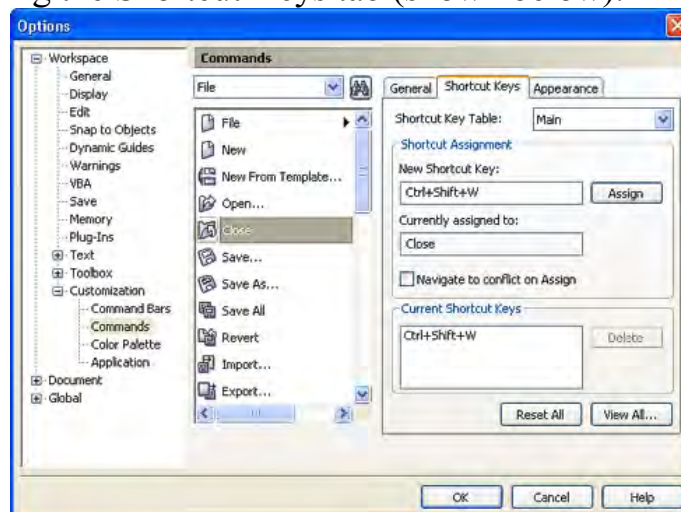 Options
Workspace
General
Display
Edit
Snap to Objects
Dynamic Guides
Warnings
VBA
Save
Memory
Plug-Ins
Text
Toolbox
Customization
Command Bars
Commands
Color Palette
Application
Document
Global
Commands
File
File
New
New From Template...
Open...
Close
Save...
Save As...
Save All
Revert
Import...
Export...
General Shortcut Keys Appearance
Shortcut Key Table: Main
Shortcut Assignment
New Shortcut Key:
Ctrl+Shift+W Assign
Currently assigned to:
Close
Navigate to conflict on Assign
Current Shortcut Keys
Ctrl+Shift+W Delete
Reset All View All...
OK Cancel Help